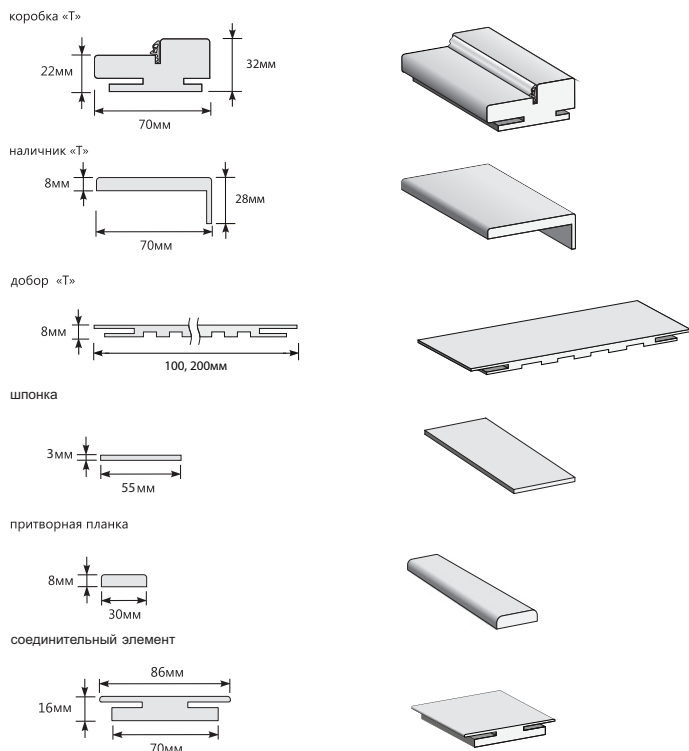 коробка «Т»
22мм
32мм
70мм
наличник «Т»
8мм
28мм
70мм
добор «Т»
8мм
100, 200мм
шпонка
3мм
55мм
притворная планка
8мм
30мм
соединительный элемент
86мм
16мм
70мм